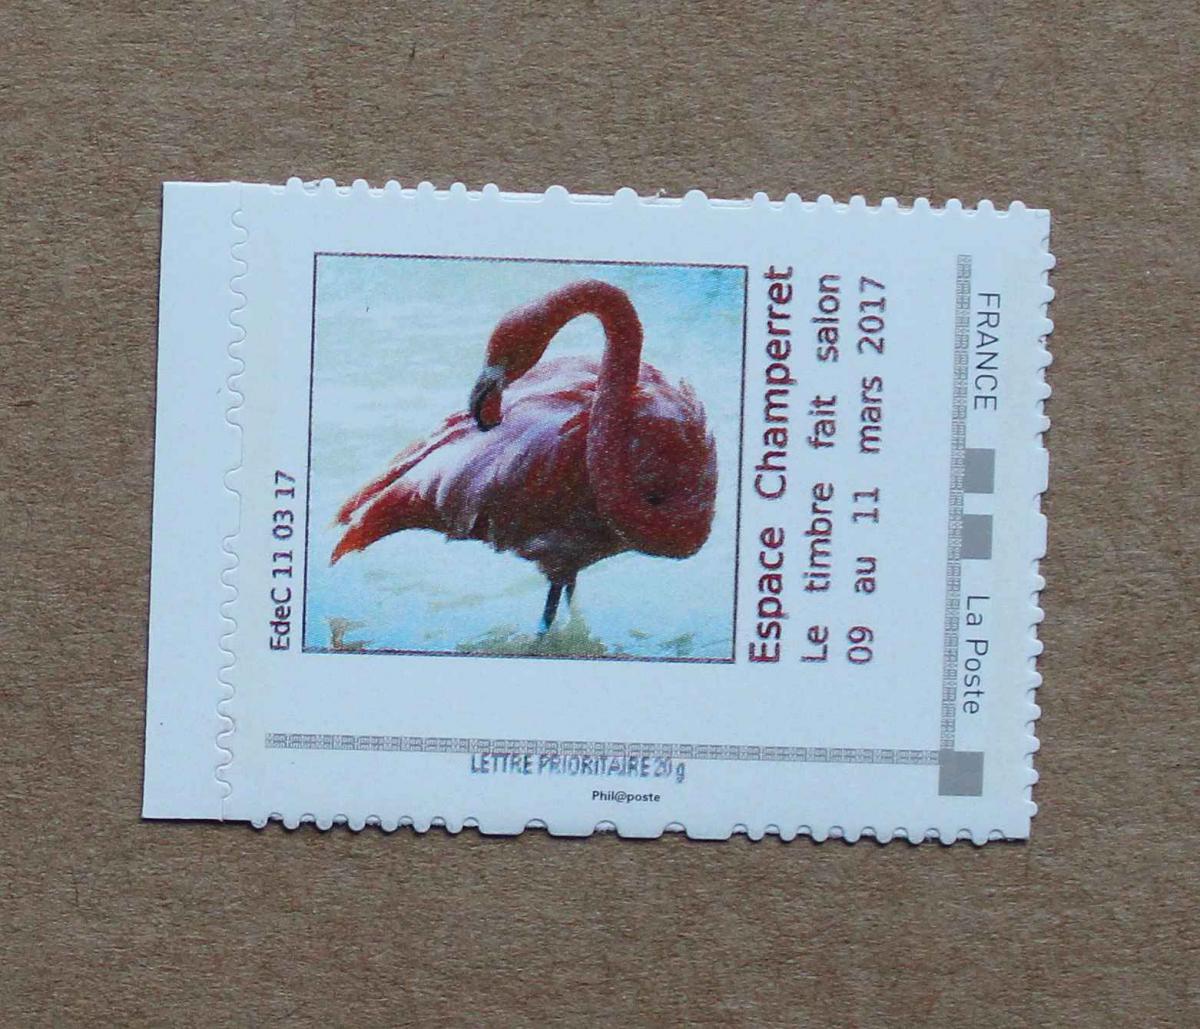 EdeC 11 03 17
Espace Champerret
Le timbre fait salon
09 au 11 mars 2017
FRANCE
La Poste
LETTRE PRIORITAIRE 20 g
Phil@poste